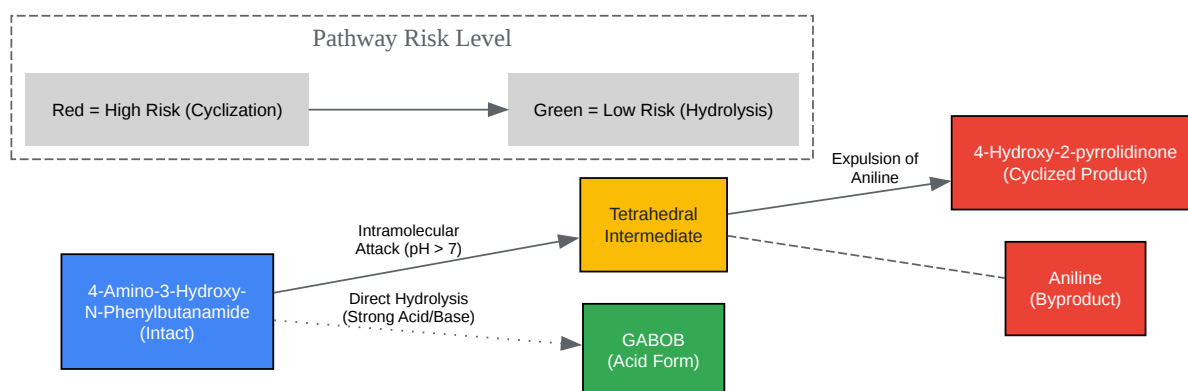 Pathway Risk Level
Red = High Risk (Cyclization)
Green = Low Risk (Hydrolysis)
4-Amino-3-Hydroxy-
N-Phenylbutanamide
(Intact)
Intramolecular
Attack (pH > 7)
Direct Hydrolysis
(Strong Acid/Base)
Tetrahedral
Intermediate
GABOB
(Acid Form)
Expulsion of
Aniline
4-Hydroxy-2-pyrrolidinone
(Cyclized Product)
Aniline
(Byproduct)